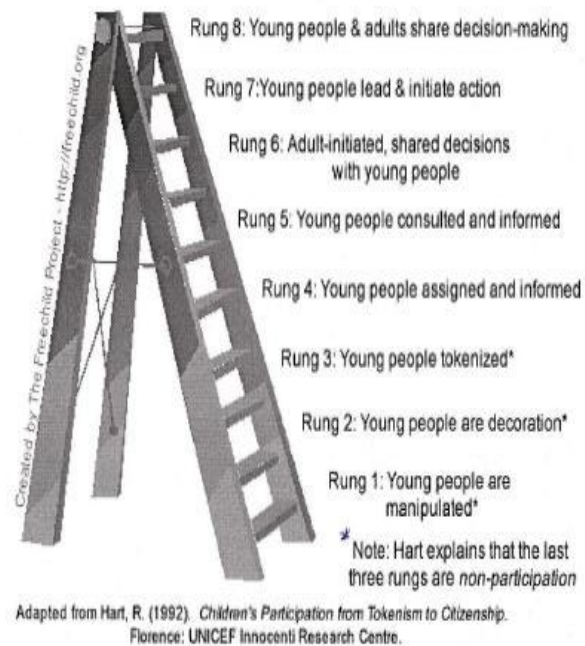 Rung 8: Young people & adults share decision-making
Rung 7:Young people lead & initiate action
Rung 6: Adult-initiated, shared decisions
with young people
Rung 5: Young people consulted and informed
Rung 4: Young people assigned and informed
Rung 3: Young people tokenized*
Rung 2: Young people are decoration*
Rung 1: Young people are
manipulated*
Note: Hart explains that the last
three rungs are non-participation
Created by The Freechild Project - http://freechild.org
Adapted from Hart, R. (1992). Children's Participation from Tokenism to Citizenship.
Florence: UNICEF Innocenti Research Centre.